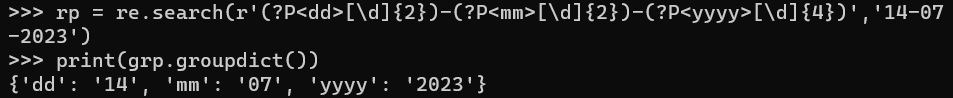 >>> rp = re.search(r'(?P<dd>[\d]{2})-(?P<mm>[\d]{2})-(?P<yyyy>[\d]{4})','14-07
-2023')
>>> print(grp.groupdict())
{'dd': '14', 'mm': '07', 'yyyy': '2023'}